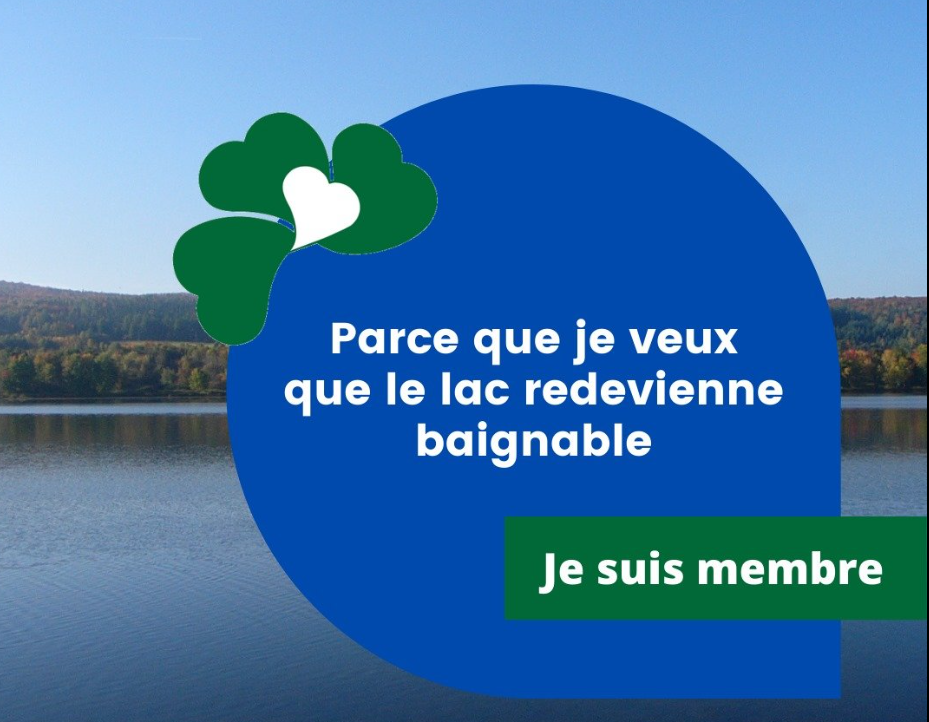 Parce que je veux
que le lac redevienne
baignable
Je suis membre